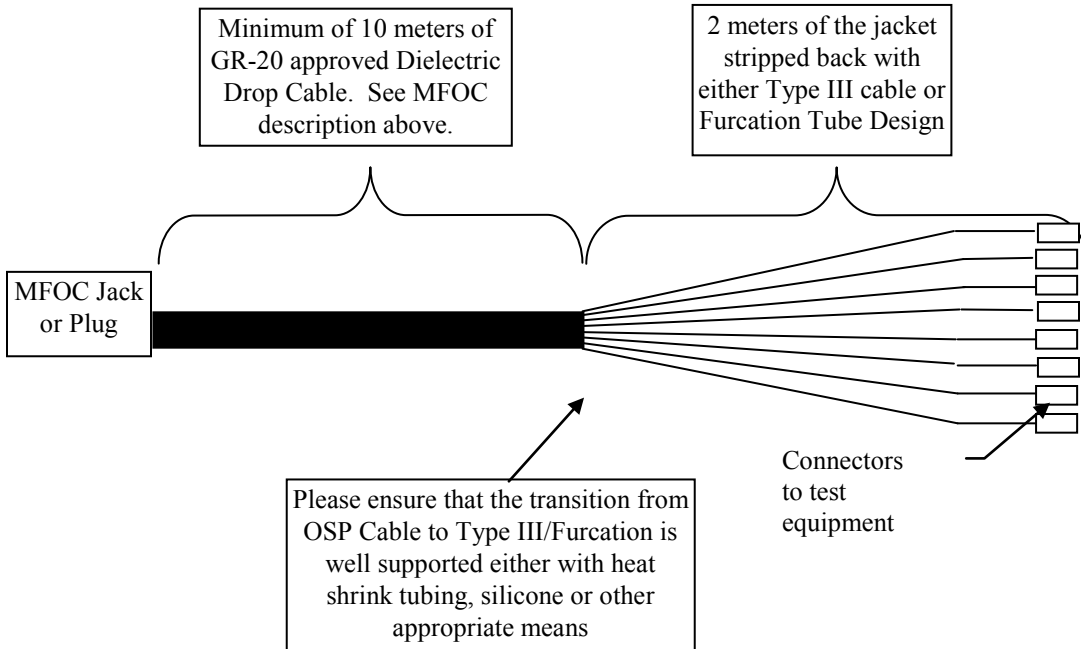 Minimum of 10 meters of
GR-20 approved Dielectric
Drop Cable.  See MFOC
description above.
2 meters of the jacket
stripped back with
either Type III cable or
Furcation Tube Design
MFOC Jack
or Plug
Connectors
to test
equipment
Please ensure that the transition from
OSP Cable to Type III/Furcation is
well supported either with heat
shrink tubing, silicone or other
appropriate means